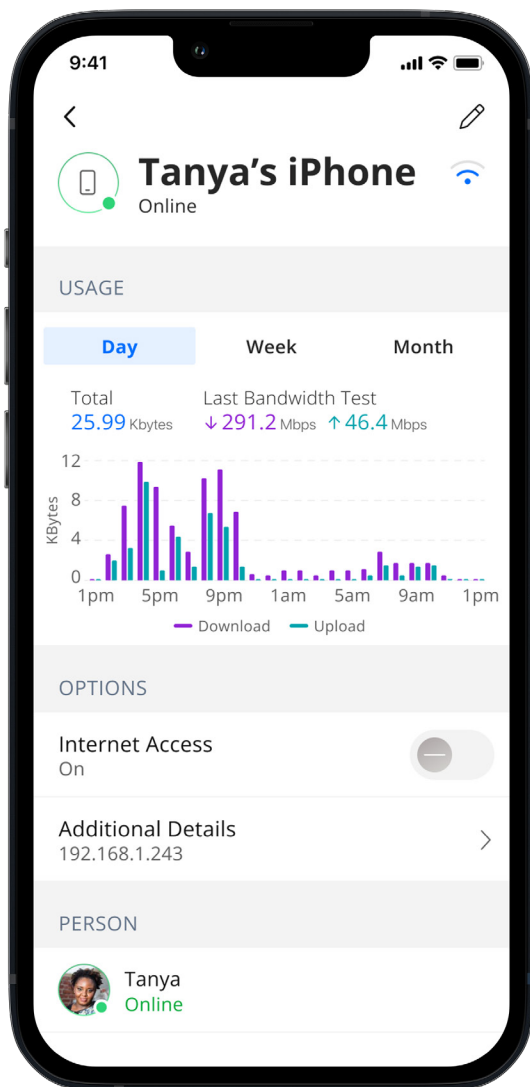 9:41
Tanya's iPhone
Online
USAGE
Day Week Month
Total Last Bandwidth Test
25.99 Kbytes ↓291.2 Mbps ↑46.4 Mbps
KBytes
12
8
4
0
1pm 5pm 9pm 1am 5am 9am 1pm
Download Upload
OPTIONS
Internet Access
On
Additional Details
192.168.1.243
PERSON
Tanya
Online